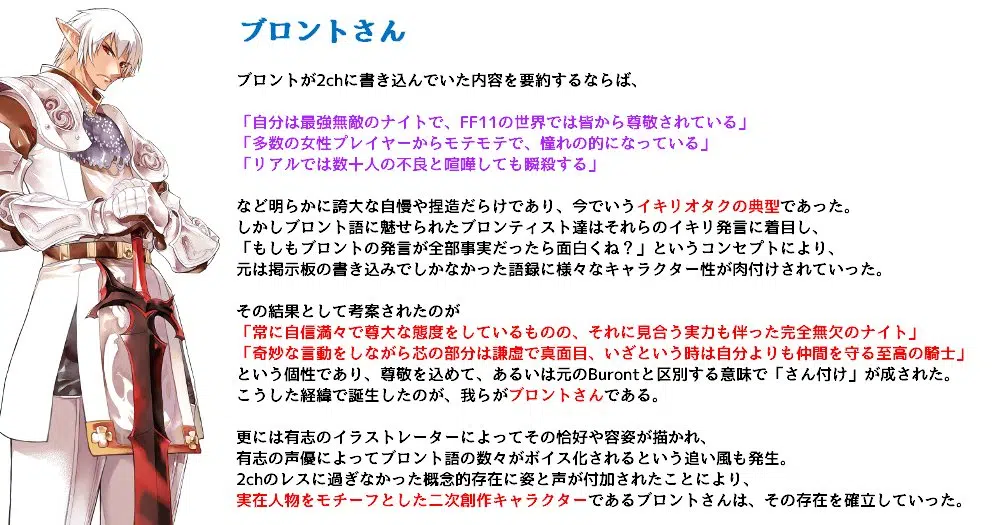 ブロントさん
ブロントが2chに書き込んでいた内容を要約するならば、
「自分は最強無敵のナイトで、FF11の世界では皆から尊敬されている」
「多数の女性プレイヤーからモテモテで、憧れの的になっている」
「リアルでは数十人の不良と喧嘩しても瞬殺する」
など明らかに誇大な自慢や捏造だらけであり、今でいうイキリオタクの典型であった。
しかしブロント語に魅せられたブロンティスト達はそれらのイキリ発言に着目し、
「もしもブロントの発言が全部事実だったら面白くね？」というコンセプトにより、
元は掲示板の書き込みでしかなかった語録に様々なキャラクター性が肉付けされていった。
その結果として考案されたのが
「常に自信満々で尊大な態度をしているものの、それに見合う実力も伴った完全無欠のナイト」
「奇妙な言動をしながら芯の部分は謙虚で真面目、いざという時は自分よりも仲間を守る至高の騎士」
という個性であり、尊敬を込めて、あるいは元のBurontと区別する意味で「さん付け」が成された。
こうした経緯で誕生したのが、我らがブロントさんである。
更には有志のイラストレーターによってその恰好や容姿が描かれ、
有志の声優によってブロント語の数々がボイス化されるという追い風も発生。
2chのレスに過ぎなかった概念的存在に姿と声が付加されたことにより、
実在人物をモチーフとした二次創作キャラクターであるブロントさんは、その存在を確立していった。